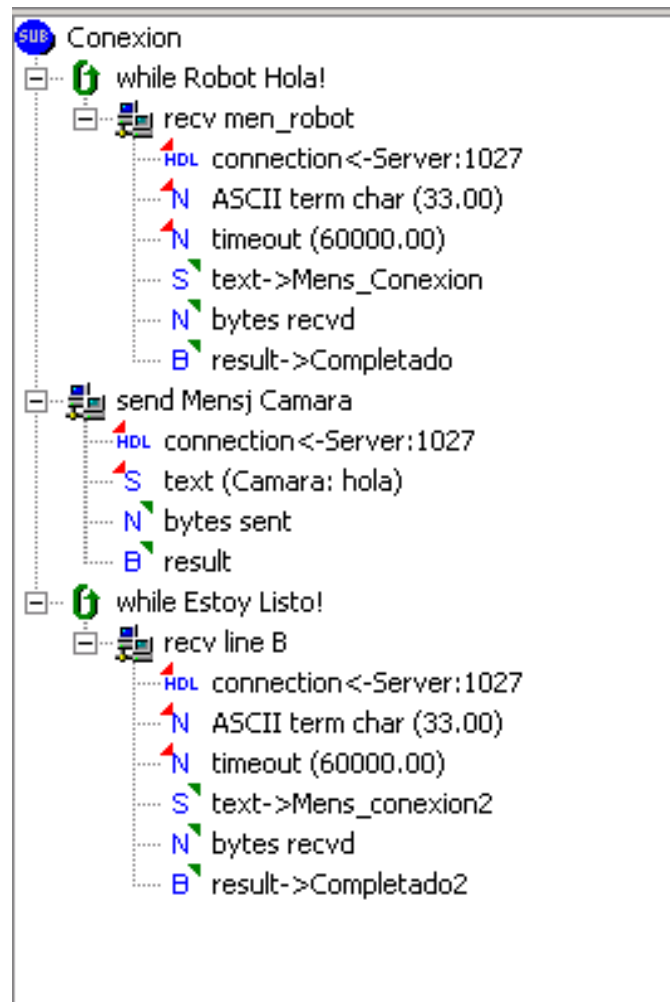 SUB Conexion
while Robot Hola!
recv men_robot
HDL connection<-Server:1027
N ASCII term char (33.00)
N timeout (60000.00)
S text->Mens_Conexion
N bytes recvd
B result->Completado
send Mensj Camara
HDL connection<-Server:1027
S text (Camara: hola)
N bytes sent
B result
while Estoy Listo!
recv line B
HDL connection<-Server:1027
N ASCII term char (33.00)
N timeout (60000.00)
S text->Mens_conexion2
N bytes recvd
B result->Completado2